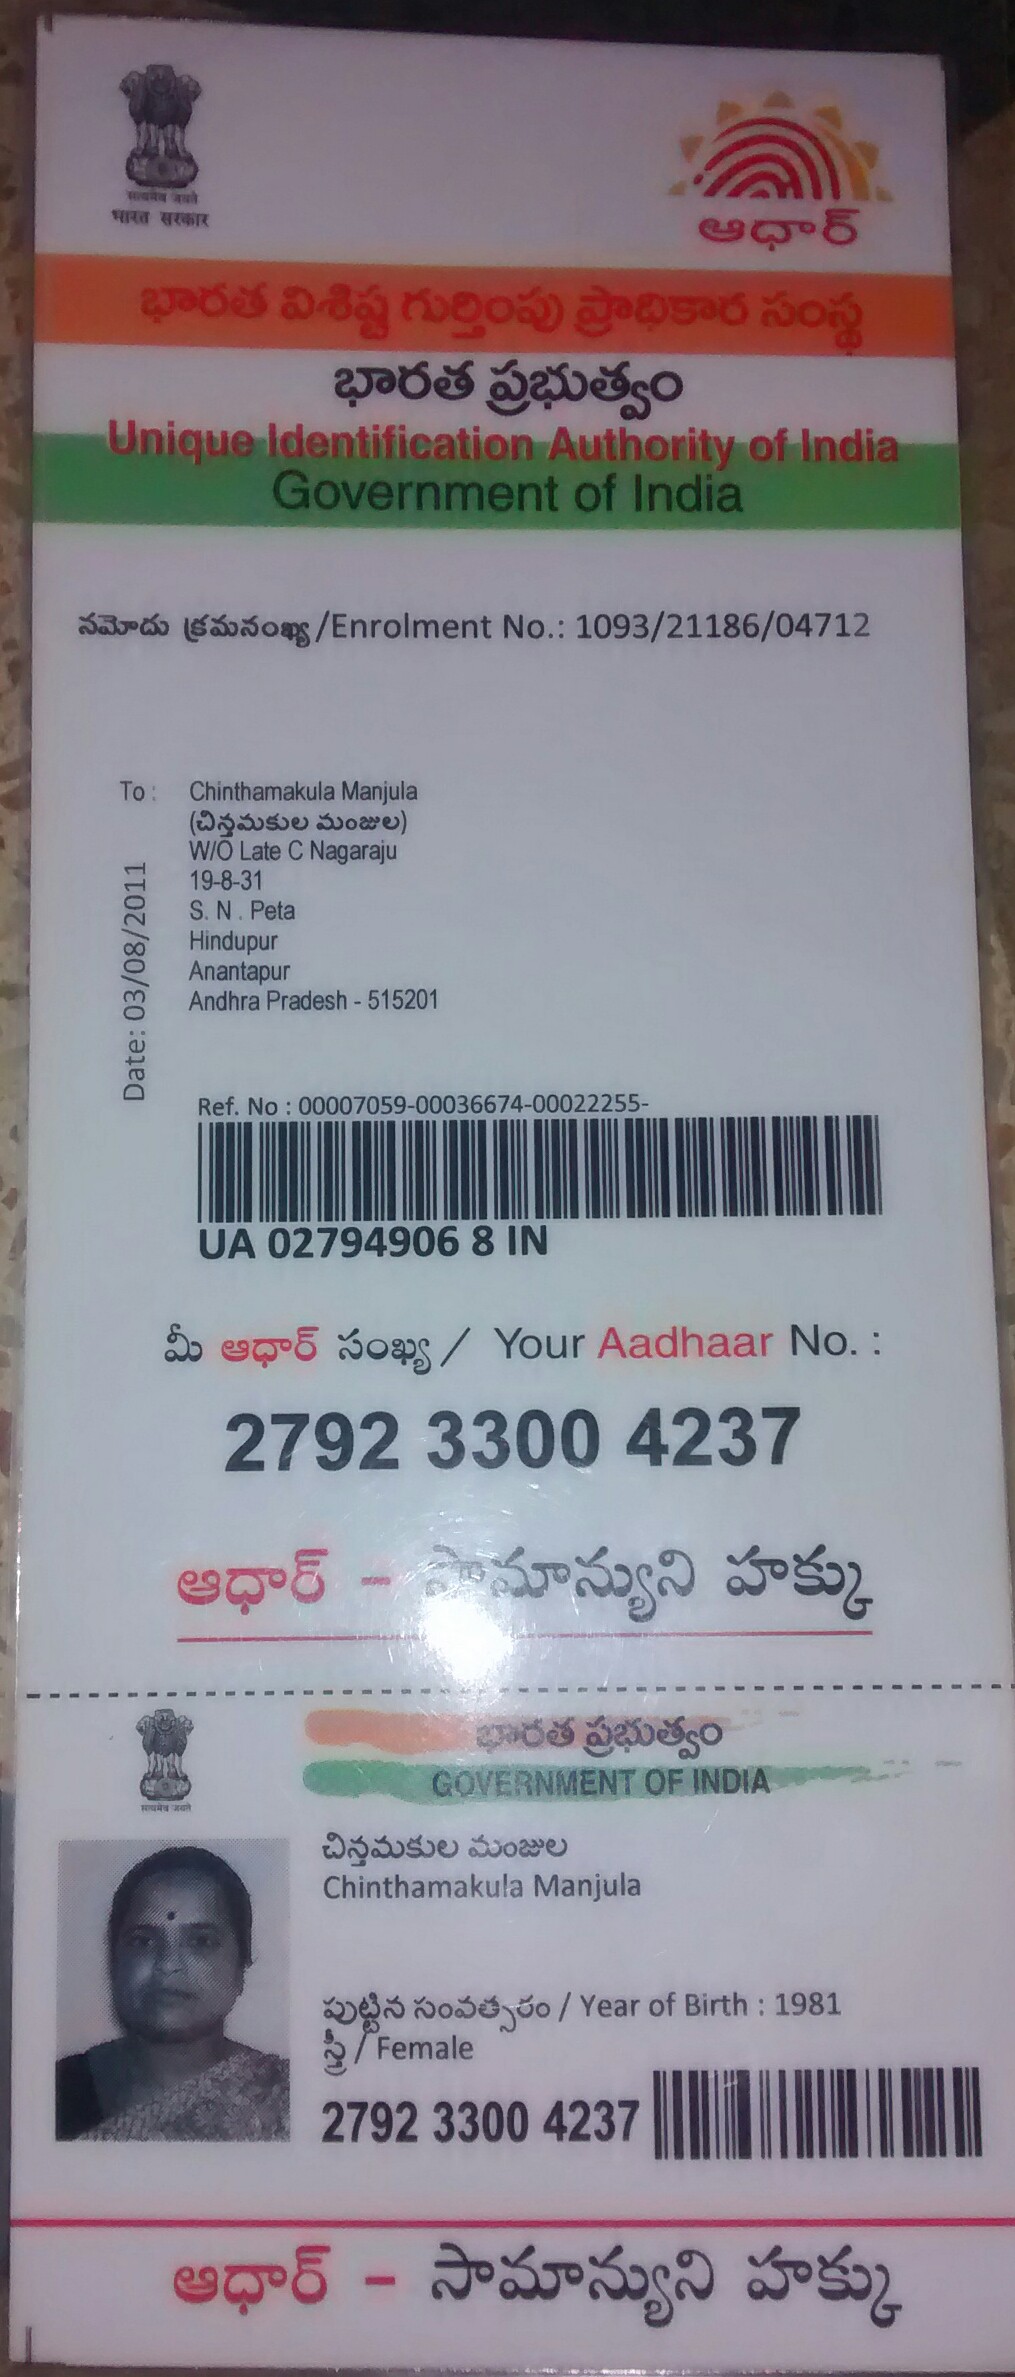 सत्यमेव जयते
भारत सरकार
ఆధార్
భారత విశిష్ట గుర్తింపు ప్రాధికార సంస్థ
భారత ప్రభుత్వం
Unique Identification Authority of India
Government of India
నమోదు క్రమసంఖ్య/Enrolment No.: 1093/21186/04712
To : Chinthamakula Manjula
(చిన్తమకుల మంజుల)
W/O Late C Nagaraju
19-8-31
S. N . Peta
Hindupur
Anantapur
Andhra Pradesh - 515201
Date: 03/08/2011
Ref. No : 00007059-00036674-00022255-
UA 02794906 8 IN
మీ ఆధార్ సంఖ్య / Your Aadhaar No. :
2792 3300 4237
ఆధార్ - సామాన్యుని హక్కు
భారత ప్రభుత్వం
GOVERNMENT OF INDIA
सत्यमेव जयते
చిన్తమకుల మంజుల
Chinthamakula Manjula
పుట్టిన సంవత్సరం / Year of Birth : 1981
స్త్రీ / Female
2792 3300 4237
ఆధార్ - సామాన్యుని హక్కు